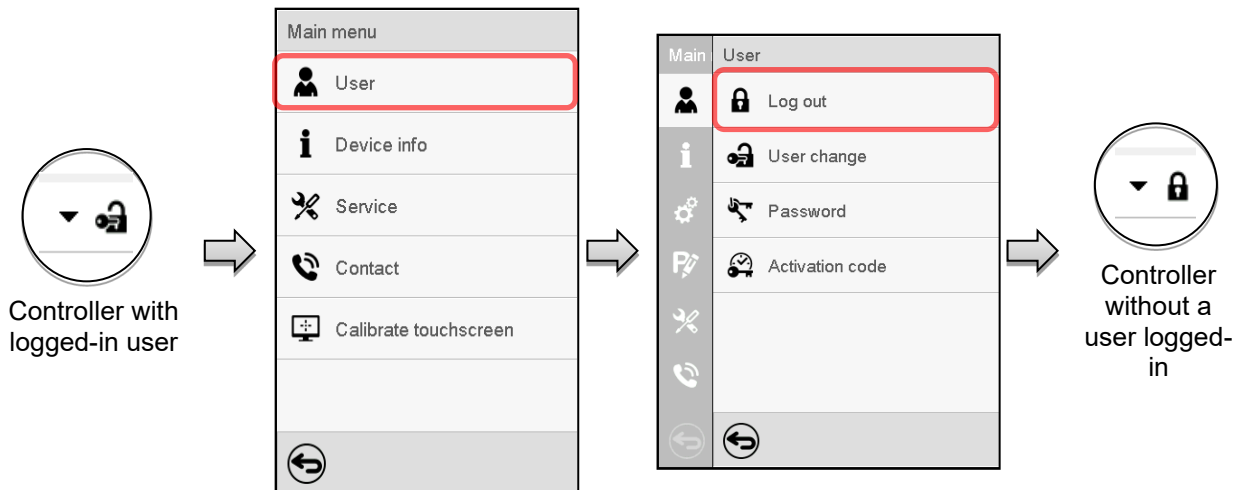 Controller with
logged-in user
Main menu
User
Device info
Service
Contact
Calibrate touchscreen
Main
User
Log out
User change
Password
Activation code
Controller
without a
user logged-
in